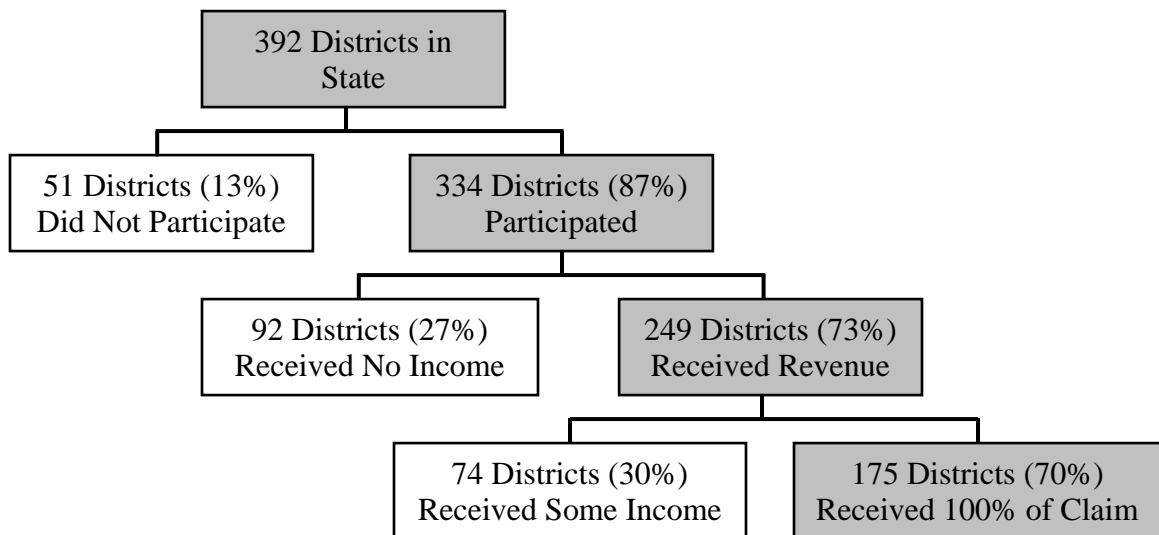 392 Districts in
State
51 Districts (13%)
Did Not Participate
334 Districts (87%)
Participated
92 Districts (27%)
Received No Income
249 Districts (73%)
Received Revenue
74 Districts (30%)
Received Some Income
175 Districts (70%)
Received 100% of Claim